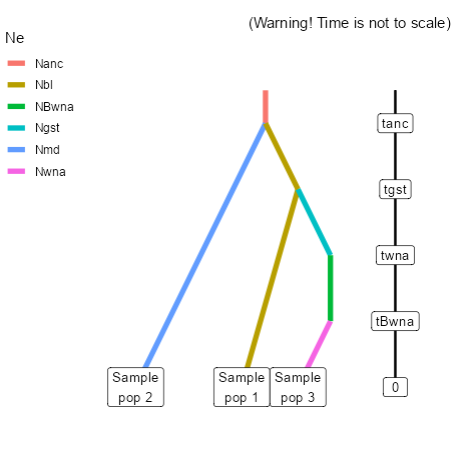 (Warning! Time is not to scale)
Ne
Nanc
Nbl
NBwna
Ngst
Nmd
Nwna
tanc
tgst
twna
tBwna
0
Sample
pop 2
Sample
pop 1
Sample
pop 3